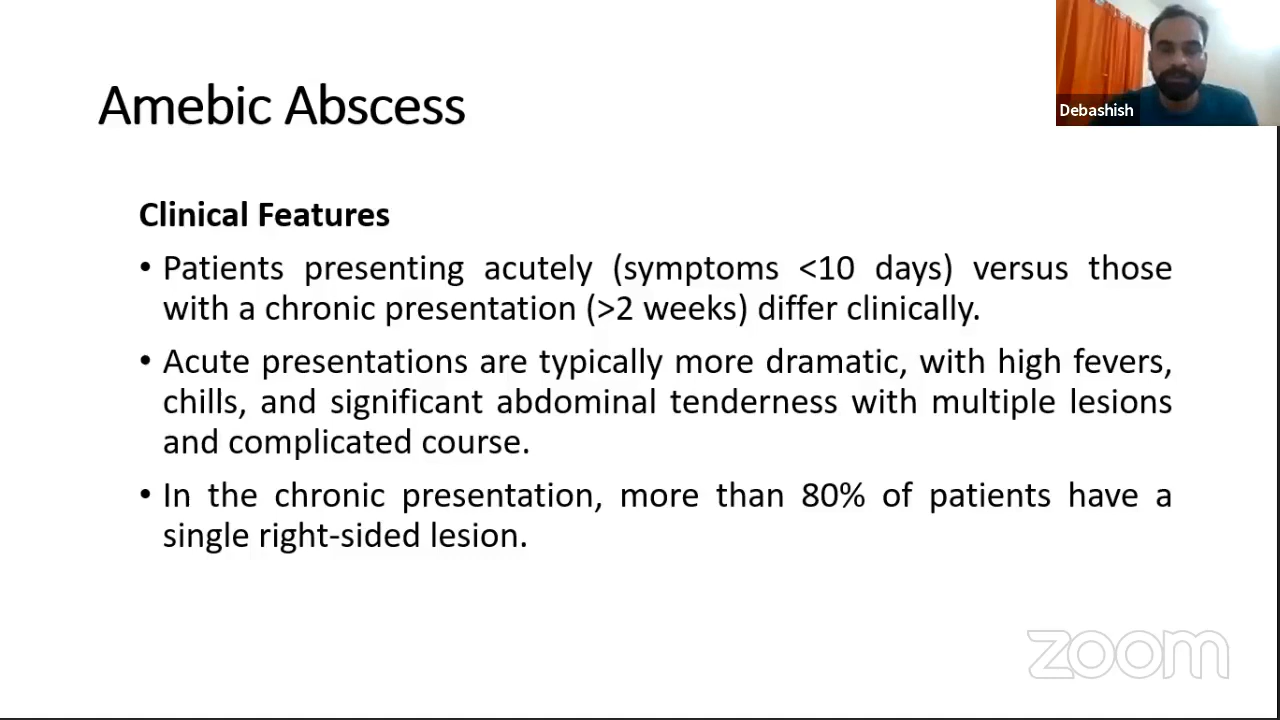 Amebic Abscess
Debashish
Clinical Features
• Patients presenting acutely (symptoms <10 days) versus those
with a chronic presentation (>2 weeks) differ clinically.
• Acute presentations are typically more dramatic, with high fevers,
chills, and significant abdominal tenderness with multiple lesions
and complicated course.
• In the chronic presentation, more than 80% of patients have a
single right-sided lesion.
zoom